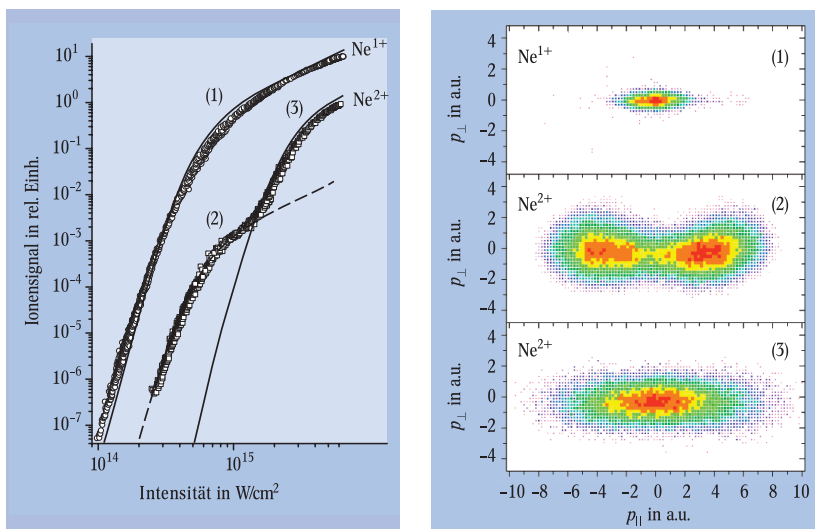 10¹
10⁰
10⁻¹
10⁻²
10⁻³
10⁻⁴
10⁻⁵
10⁻⁶
10⁻⁷
Ionensignal in rel. Einh.
Ne¹⁺
(1)
(3)
Ne²⁺
(2)
10¹⁴
10¹⁵
Intensität in W/cm²
4
2
0
−2
−4
p⊥ in a.u.
Ne¹⁺
(1)
4
2
0
−2
−4
p⊥ in a.u.
Ne²⁺
(2)
4
2
0
−2
−4
p⊥ in a.u.
Ne²⁺
(3)
−10 −8 −6 −4 −2 0 2 4 6 8 10
p|| in a.u.